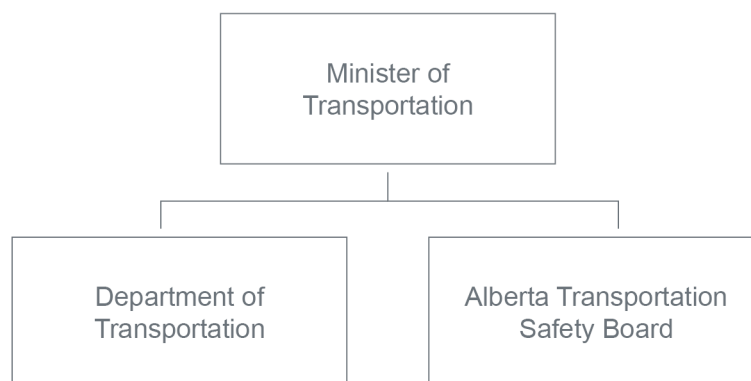 Minister of
Transportation
Department of
Transportation
Alberta Transportation
Safety Board